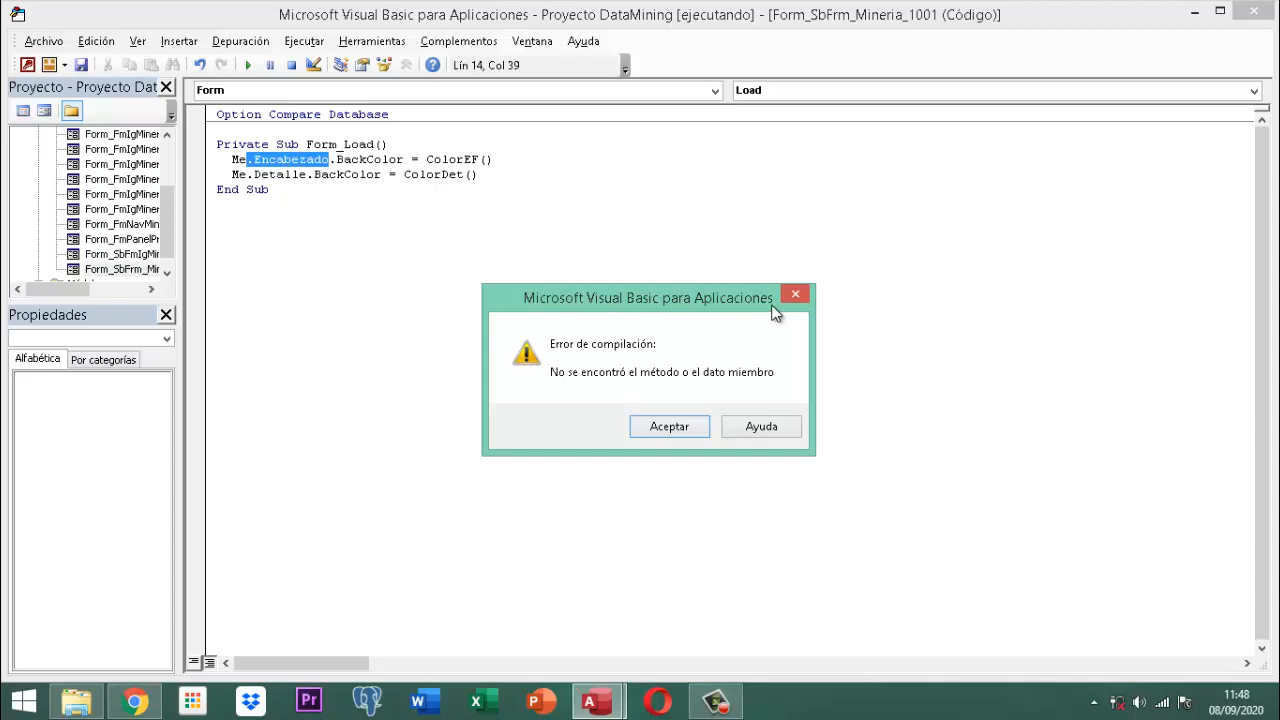 Microsoft Visual Basic para Aplicaciones - Proyecto DataMining [ejecutando] - [Form_SbFrm_Mineria_1001 (Código)]
Archivo Edición Ver Insertar Depuración Ejecutar Herramientas Complementos Ventana Ayuda
Lín 14, Col 39
Proyecto - Proyecto Dat
Form
Load
Form_FmIgMiner
Form_FmIgMiner
Form_FmIgMiner
Form_FmIgMiner
Form_FmIgMiner
Form_FmIgMiner
Form_FmNavMin
Form_FmPanelPr
Form_SbFmIgMi
Form_SbFrm_Mi
Propiedades
Alfabética Por categorías
Option Compare Database
Private Sub Form_Load()
Me.Encabezado.BackColor = ColorEF()
Me.Detalle.BackColor = ColorDet()
End Sub
Microsoft Visual Basic para Aplicaciones
Error de compilación:
No se encontró el método o el dato miembro
Aceptar Ayuda
Pr
W
X
P
A
11:48
08/09/2020